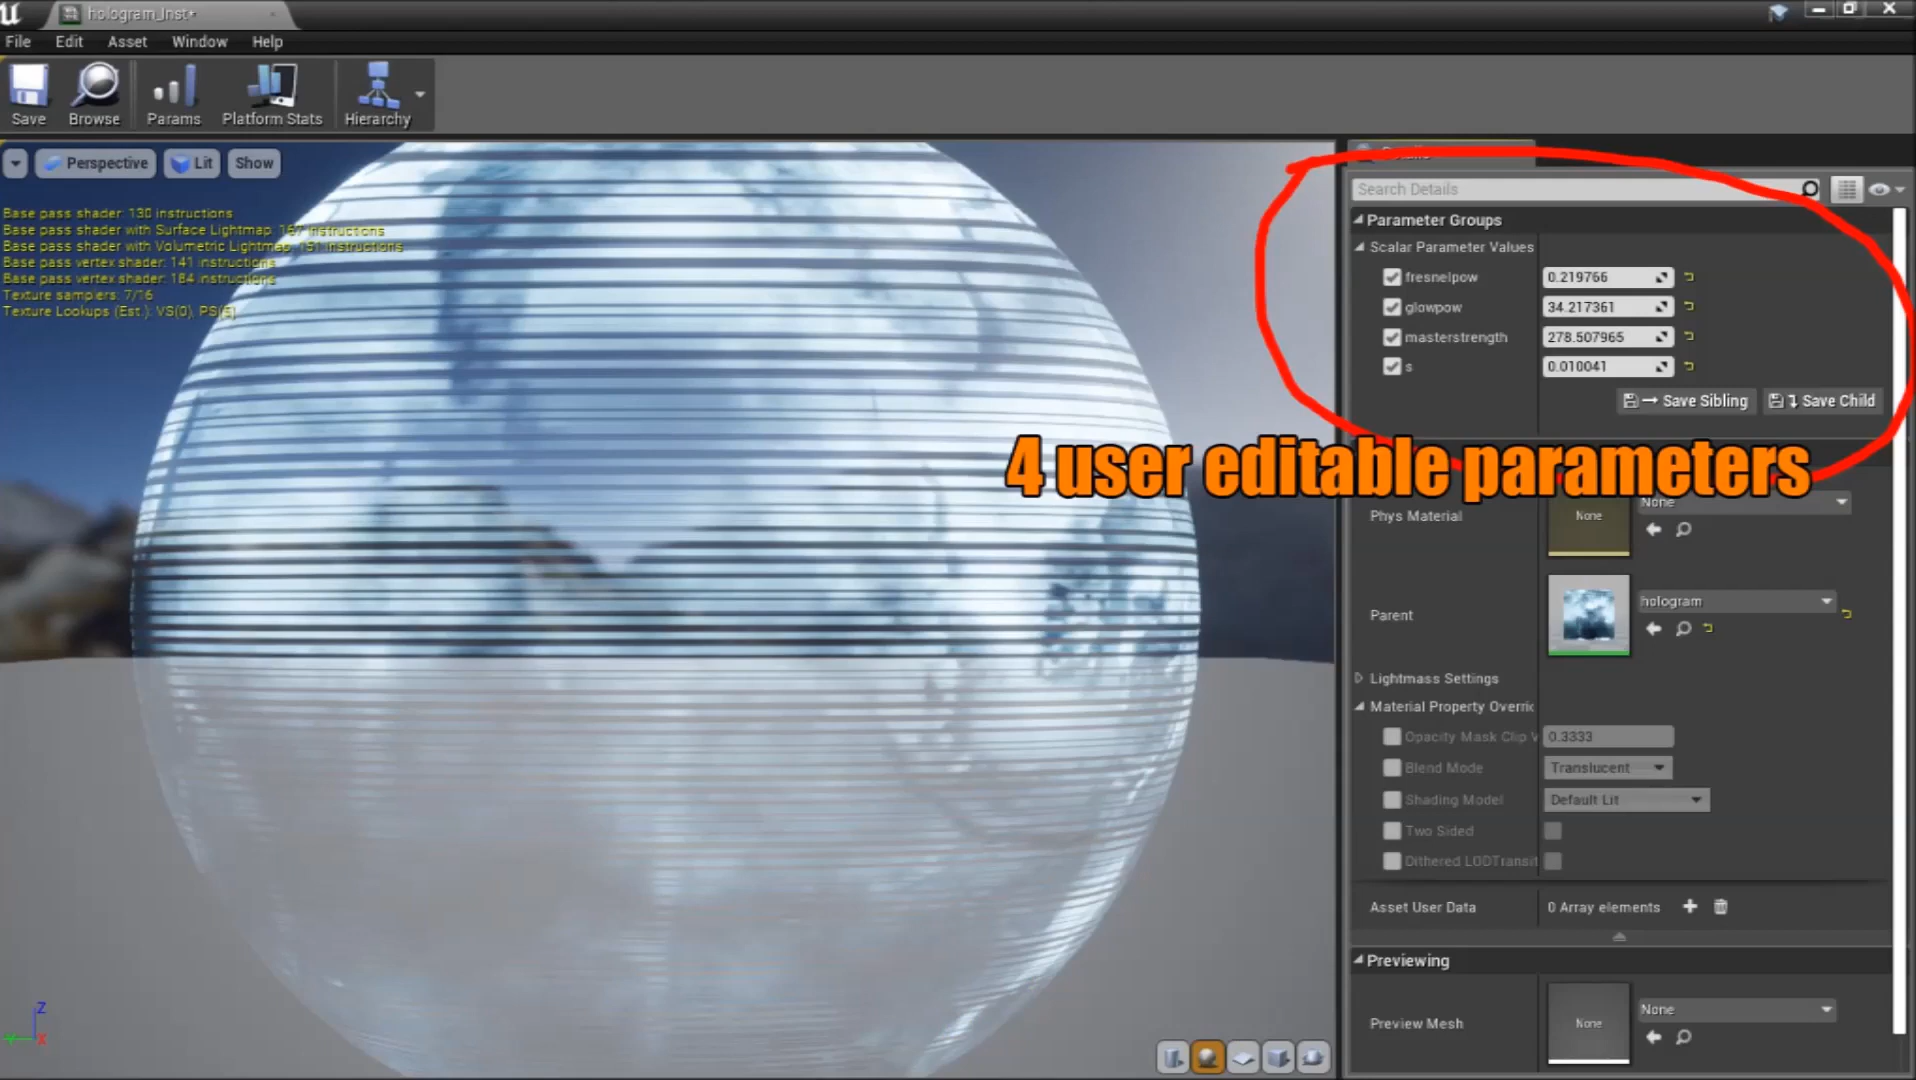 hologram_Inst*
File Edit Asset Window Help
Save Browse Params Platform Stats Hierarchy
Perspective Lit Show
Base pass shader: 130 instructions
Base pass shader with Surface Lightmap: 167 instructions
Base pass shader with Volumetric Lightmap: 151 instructions
Base pass vertex shader: 141 instructions
Base pass vertex shader: 184 instructions
Texture samplers: 7/16
Texture Lookups (Est.): VS(0), PS(5)
Search Details
Parameter Groups
Scalar Parameter Values
fresnelpow 0.219766
glowpow 34.217361
masterstrength 278.507965
s 0.010041
Save Sibling Save Child
4 user editable parameters
Phys Material None None
Parent hologram
Lightmass Settings
Material Property Overri
Opacity Mask Clip V 0.3333
Blend Mode Translucent
Shading Model Default Lit
Two Sided
Dithered LODTransit
Asset User Data 0 Array elements
Previewing
Preview Mesh None None
Z
Y X